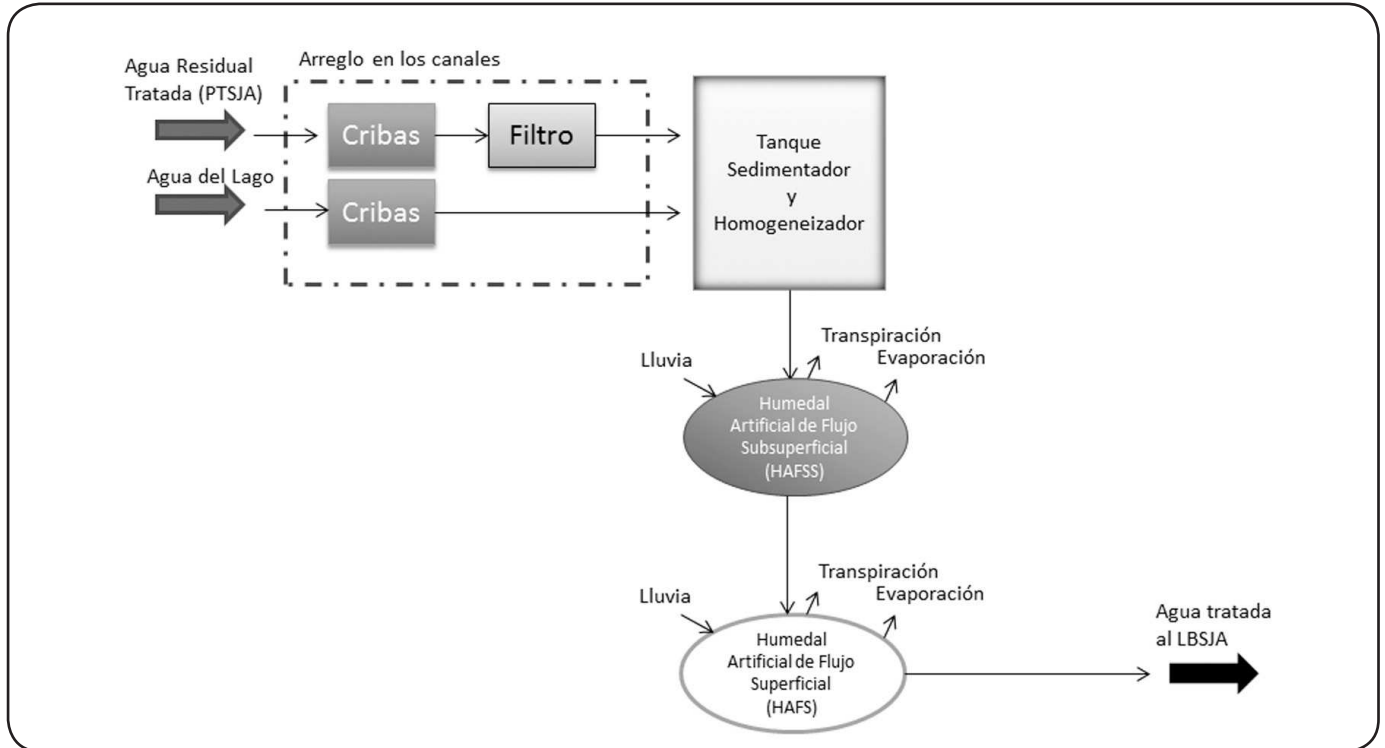 Arreglo en los canales
Agua Residual
Tratada (PTSJA)
Cribas
Filtro
Agua del Lago
Cribas
Tanque
Sedimentador
y
Homogeneizador
Lluvia
Transpiración
Evaporación
Humedal
Artificial de Flujo
Subsuperficial
(HAFSS)
Lluvia
Transpiración
Evaporación
Humedal
Artificial de Flujo
Superficial
(HAFS)
Agua tratada
al LBSJA